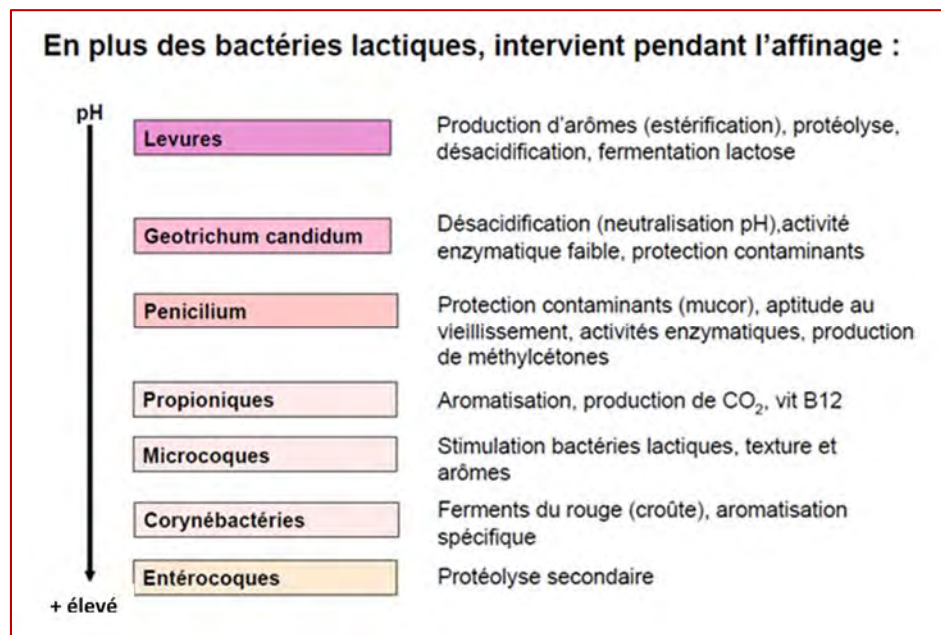 En plus des bactéries lactiques, intervient pendant l'affinage :
pH
Levures
Production d'arômes (estérification), protéolyse,
désacidification, fermentation lactose
Geotrichum candidum
Désacidification (neutralisation pH),activité
enzymatique faible, protection contaminants
Penicilium
Protection contaminants (mucor), aptitude au
vieillissement, activités enzymatiques, production
de méthylcétones
Propioniques
Aromatisation, production de CO₂, vit B12
Microcoques
Stimulation bactéries lactiques, texture et
arômes
Corynébactéries
Ferments du rouge (croûte), aromatisation
spécifique
Entérocoques
Protéolyse secondaire
+ élevé